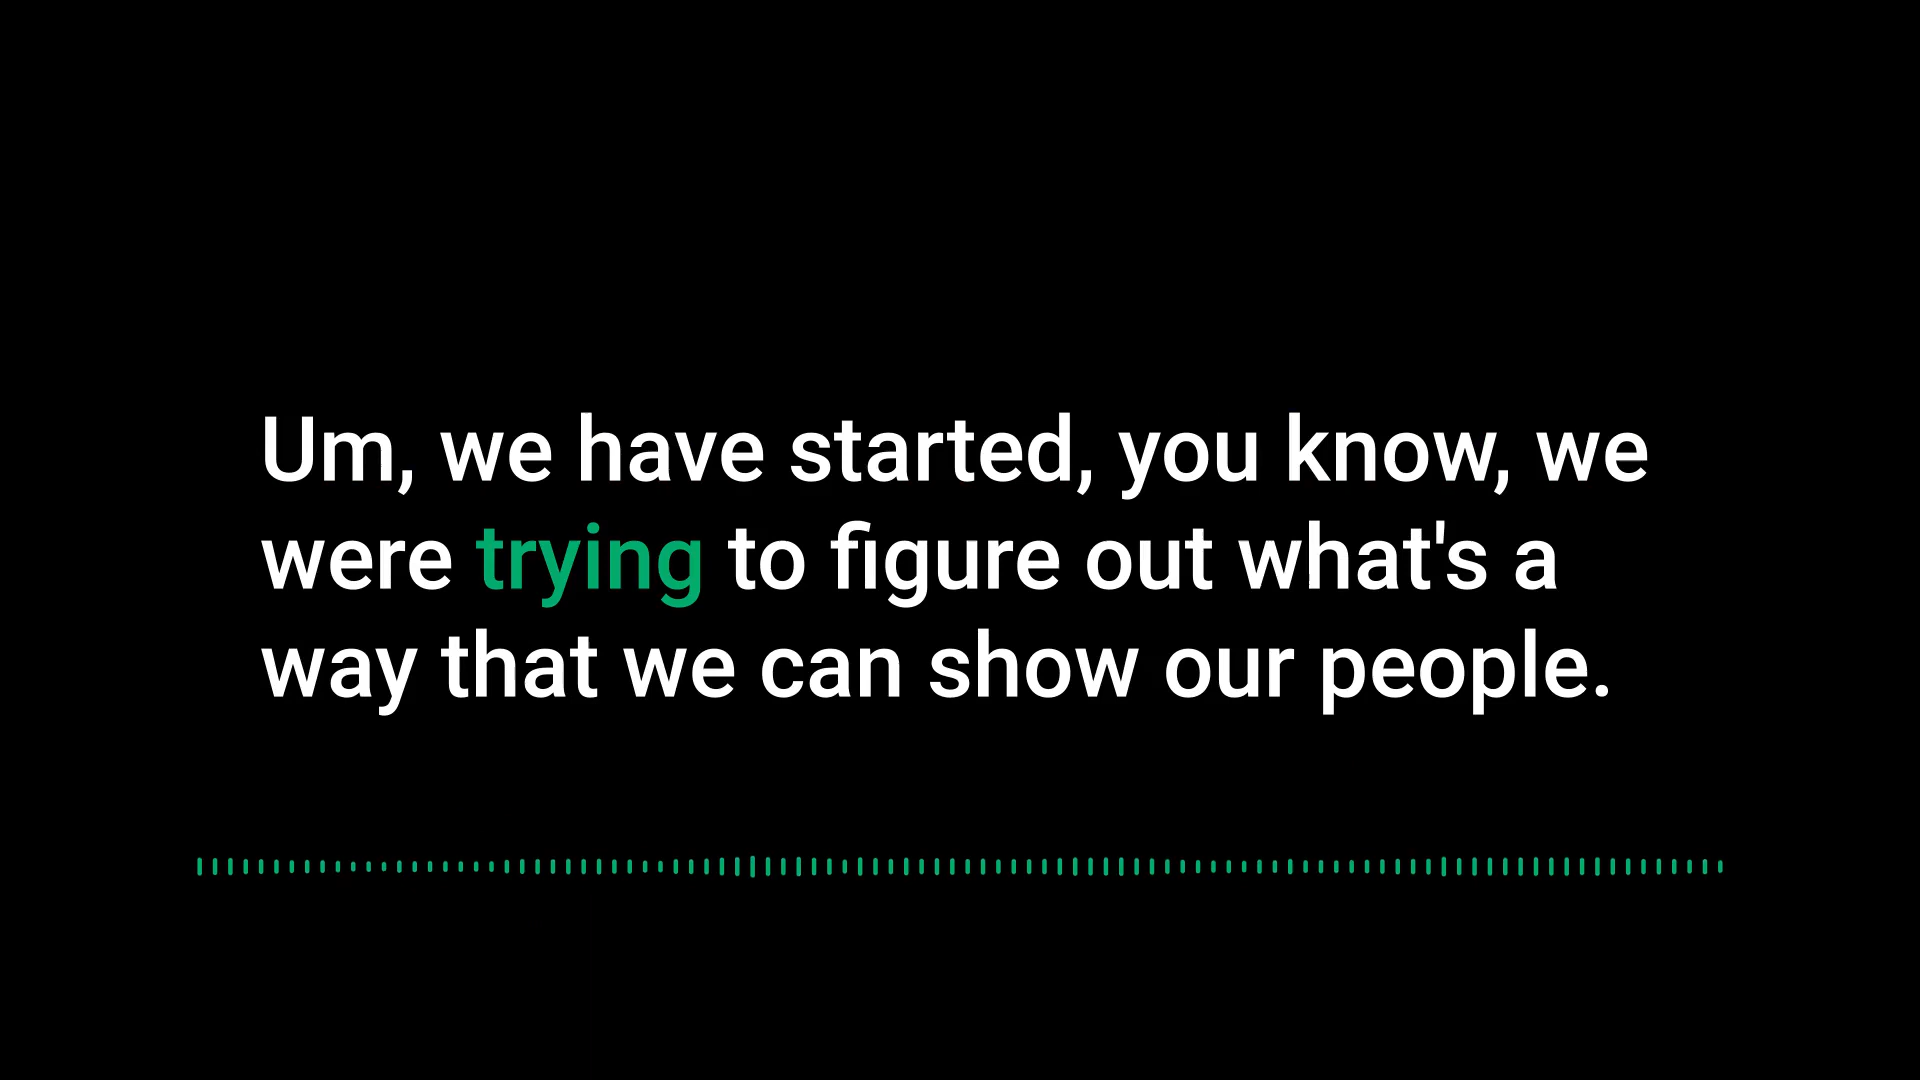 Um, we have started, you know, we
were trying to figure out what's a
way that we can show our people.